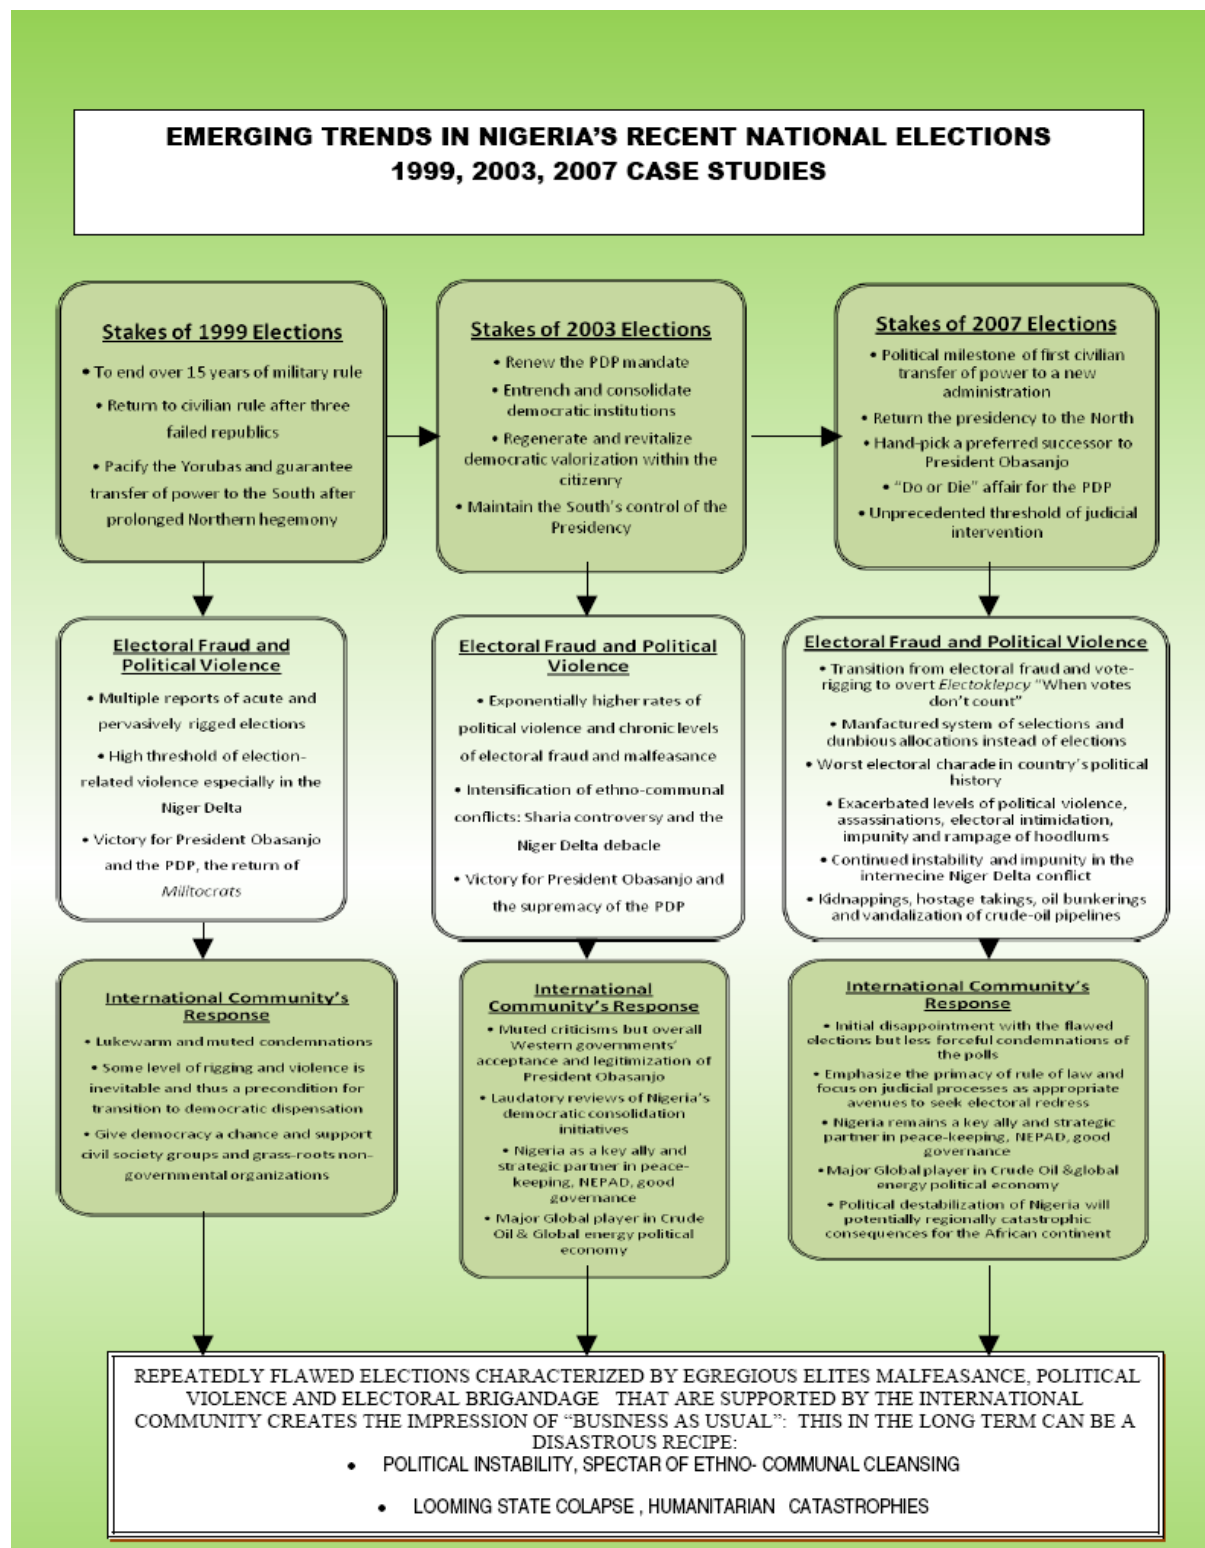 EMERGING TRENDS IN NIGERIA'S RECENT NATIONAL ELECTIONS
1999, 2003, 2007 CASE STUDIES
Stakes of 1999 Elections
• To end over 15 years of military rule
• Return to civilian rule after three
failed republics
• Pacify the Yorubas and guarantee
transfer of power to the South after
prolonged Northern hegemony
Stakes of 2003 Elections
• Renew the PDP mandate
• Entrench and consolidate
democratic institutions
• Regenerate and revitalize
democratic valorization within the
citizenry
• Maintain the South's control of the
Presidency
Stakes of 2007 Elections
• Political milestone of first civilian
transfer of power to a new
administration
• Return the presidency to the North
• Hand-pick a preferred successor to
President Obasanjo
• "Do or Die" affair for the PDP
• Unprecedented threshold of judicial
intervention
Electoral Fraud and
Political Violence
• Multiple reports of acute and
pervasively rigged elections
• High threshold of election-
related violence especially in the
Niger Delta
• Victory for President Obasanjo
and the PDP, the return of
Militocrats
Electoral Fraud and Political
Violence
• Exponentially higher rates of
political violence and chronic levels
of electoral fraud and malfeasance
• Intensification of ethno-communal
conflicts: Sharia controversy and the
Niger Delta debacle
• Victory for President Obasanjo and
the supremacy of the PDP
Electoral Fraud and Political Violence
• Transition from electoral fraud and vote-
rigging to overt Electoklepcy "When votes
don't count"
• Manfactured system of selections and
dunbious allocations instead of elections
• Worst electoral charade in country's political
history
• Exacerbated levels of political violence,
assassinations, electoral intimidation,
impunity and rampage of hoodlums
• Continued instability and impunity in the
internecine Niger Delta conflict
• Kidnappings, hostage takings, oil bunkerings
and vandalization of crude-oil pipelines
International Community's
Response
• Lukewarm and muted condemnations
• Some level of rigging and violence is
inevitable and thus a precondition for
transition to democratic dispensation
• Give democracy a chance and support
civil society groups and grass-roots non-
governmental organizations
International
Community's Response
• Muted criticisms but overall
Western governments'
acceptance and legitimization of
President Obasanjo
• Laudatory reviews of Nigeria's
democratic consolidation
initiatives
• Nigeria as a key ally and
strategic partner in peace-
keeping, NEPAD, good
governance
• Major Global player in Crude
Oil & Global energy political
economy
International Community's
Response
• Initial disappointment with the flawed
elections but less forceful condemnations of
the polls
• Emphasize the primacy of rule of law and
focus on judicial processes as appropriate
avenues to seek electoral redress
• Nigeria remains a key ally and strategic
partner in peace-keeping, NEPAD, good
governance
• Major Global player in Crude Oil &global
energy political economy
• Political destabilization of Nigeria will
potentially regionally catastrophic
consequences for the African continent
REPEATEDLY FLAWED ELECTIONS CHARACTERIZED BY EGREGIOUS ELITES MALFEASANCE, POLITICAL
VIOLENCE AND ELECTORAL BRIGANDAGE THAT ARE SUPPORTED BY THE INTERNATIONAL
COMMUNITY CREATES THE IMPRESSION OF "BUSINESS AS USUAL": THIS IN THE LONG TERM CAN BE A
DISASTROUS RECIPE:
• POLITICAL INSTABILITY, SPECTAR OF ETHNO- COMMUNAL CLEANSING
• LOOMING STATE COLAPSE , HUMANITARIAN CATASTROPHIES